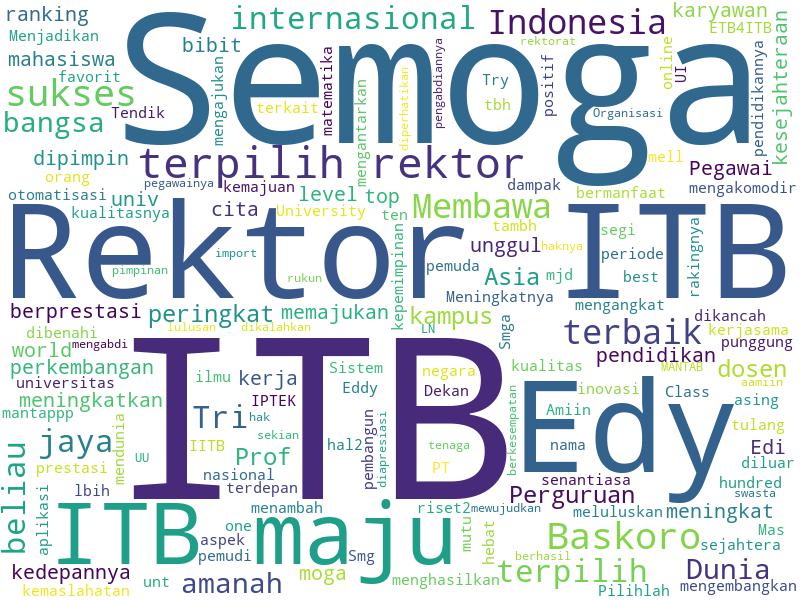 ranking
Menjadikan
mahasiswa
favorit
sukses
Tendik
bangsa
Semoga
bibit
internasional
mengajukan
terkait
matematika
mengantarkan
diperhatikan
pengabdiannya
Indonesia
rektorat
Try
tbh
positif
Organisasi
karyawan
ETB4ITB
online
UI
pendidikannya
kesejahteraan
dipimpin
orang
terpilih rektor
mell
Pegawai
otomatisasi
univ
pegawainya
kemajuan
level
top
dampak
bermanfaat
mengakomodir
kualitasnya
cita
University
ten
Membawa
tambh
segi
Rektor ITB
pimpinan
import
rukun
kepemimpinan
pemuda
unggul
haknya
Asia
mjd
Meningkatnya
periode
best
rakingnya
mengangkat
berprestasi
peringkat
memajukan
kampus
LN
Smga
terbaik
dikancah
kerjasama
dibenahi
lulusan
dikalahkan
punggung
world
mengabdi
pendidikan
perkembangan
universitas
ITB
ilmu
kerja
Sistem
Eddy
negara
Dekan
kualitas
MANTAB
dosen
aamiin
meningkatkan
IPTEK
inovasi
Class
asing
mantappp
mendunia
Tri
hak
pembangun
diapresiasi
berkesempatan
Edy
Amiin
tulang
jaya
IITB
sekian
hal2
tenaga
nama
Edi
beliau
prestasi
UU
Prof
nasional
PT
diluar
lbih
terdepan
senantiasa
hundred
Perguruan
swasta
aplikasi
ITB maju
menambah
one
aspek
pemudi
Smg
riset2
mewujudkan
mutu
hebat
meluluskan
meningkat
Baskoro
Mas
sejahtera
berhasil
kedepannya
kemaslahatan
unt
amanah
moga
menghasilkan
terpilih
Pilihlah
Dunia
mengembangkan